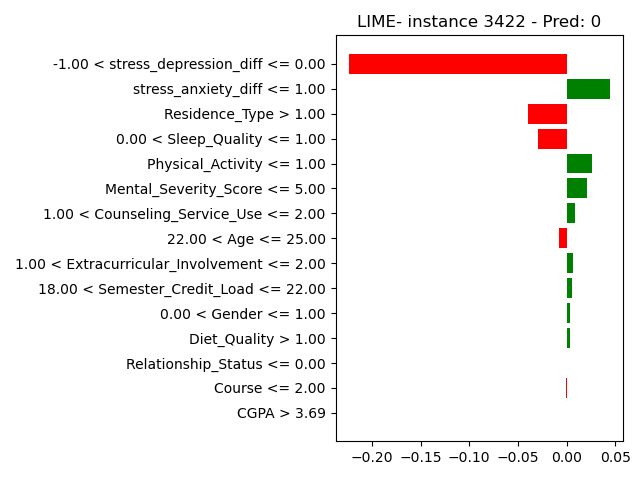 LIME- instance 3422 - Pred: 0
-1.00 < stress_depression_diff <= 0.00
stress_anxiety_diff <= 1.00
Residence_Type > 1.00
0.00 < Sleep_Quality <= 1.00
Physical_Activity <= 1.00
Mental_Severity_Score <= 5.00
1.00 < Counseling_Service_Use <= 2.00
22.00 < Age <= 25.00
1.00 < Extracurricular_Involvement <= 2.00
18.00 < Semester_Credit_Load <= 22.00
0.00 < Gender <= 1.00
Diet_Quality > 1.00
Relationship_Status <= 0.00
Course <= 2.00
CGPA > 3.69
−0.20 −0.15 −0.10 −0.05 0.00 0.05